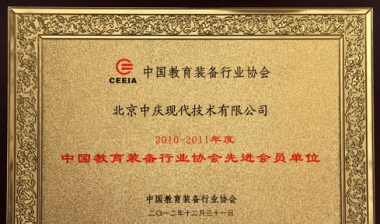 CEEIA 中国教育装备行业协会
北京中庆现代技术有限公司
2010-2011年度
中国教育装备行业协会先进会员单位
中国教育装备行业协会
二〇一二年十二月三十一日